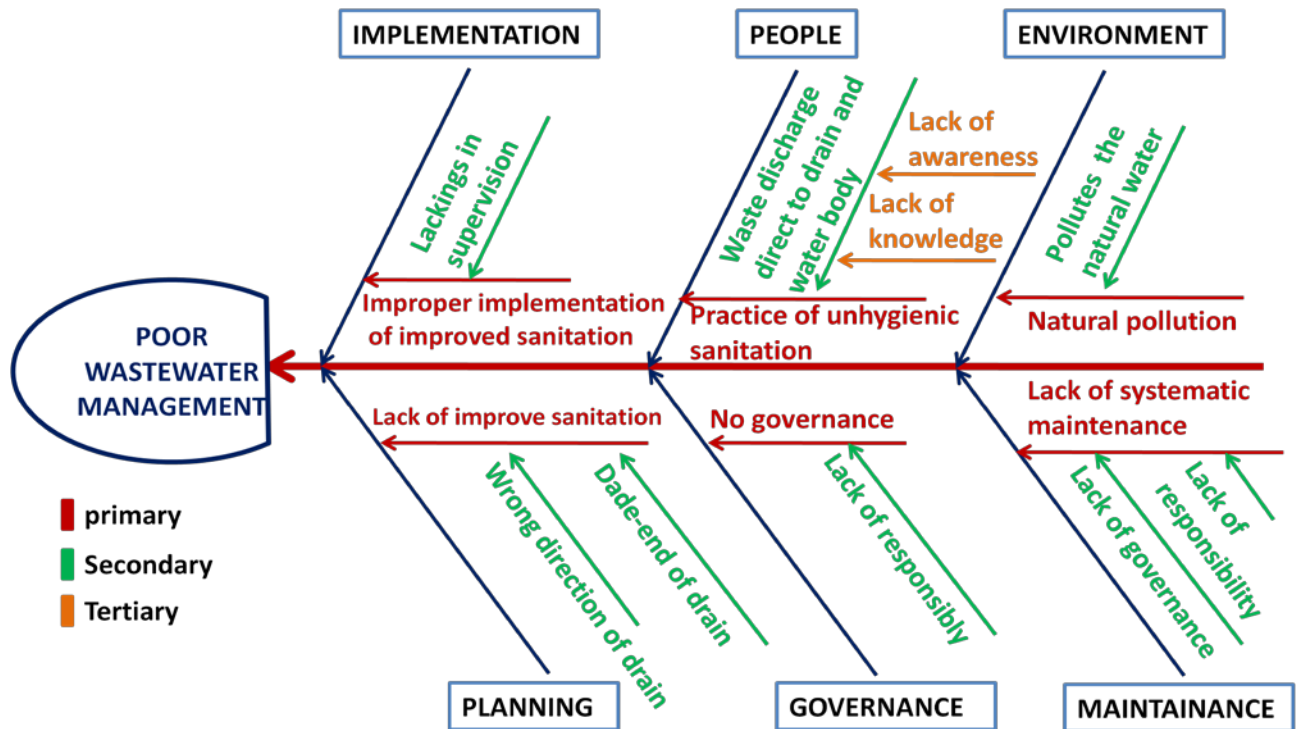 IMPLEMENTATION
PEOPLE
ENVIRONMENT
Lackings in
supervision
Waste discharge
direct to drain and
water body
Lack of
awareness
Lack of
knowledge
Pollutes the
natural water
Improper implementation
of improved sanitation
Practice of unhygienic
sanitation
Natural pollution
POOR
WASTEWATER
MANAGEMENT
Lack of improve sanitation
No governance
Lack of systematic
maintenance
Wrong direction of drain
Dade-end of drain
Lack of responsibly
Lack of governance
Lack of
responsibility
primary
Secondary
Tertiary
PLANNING
GOVERNANCE
MAINTAINANCE